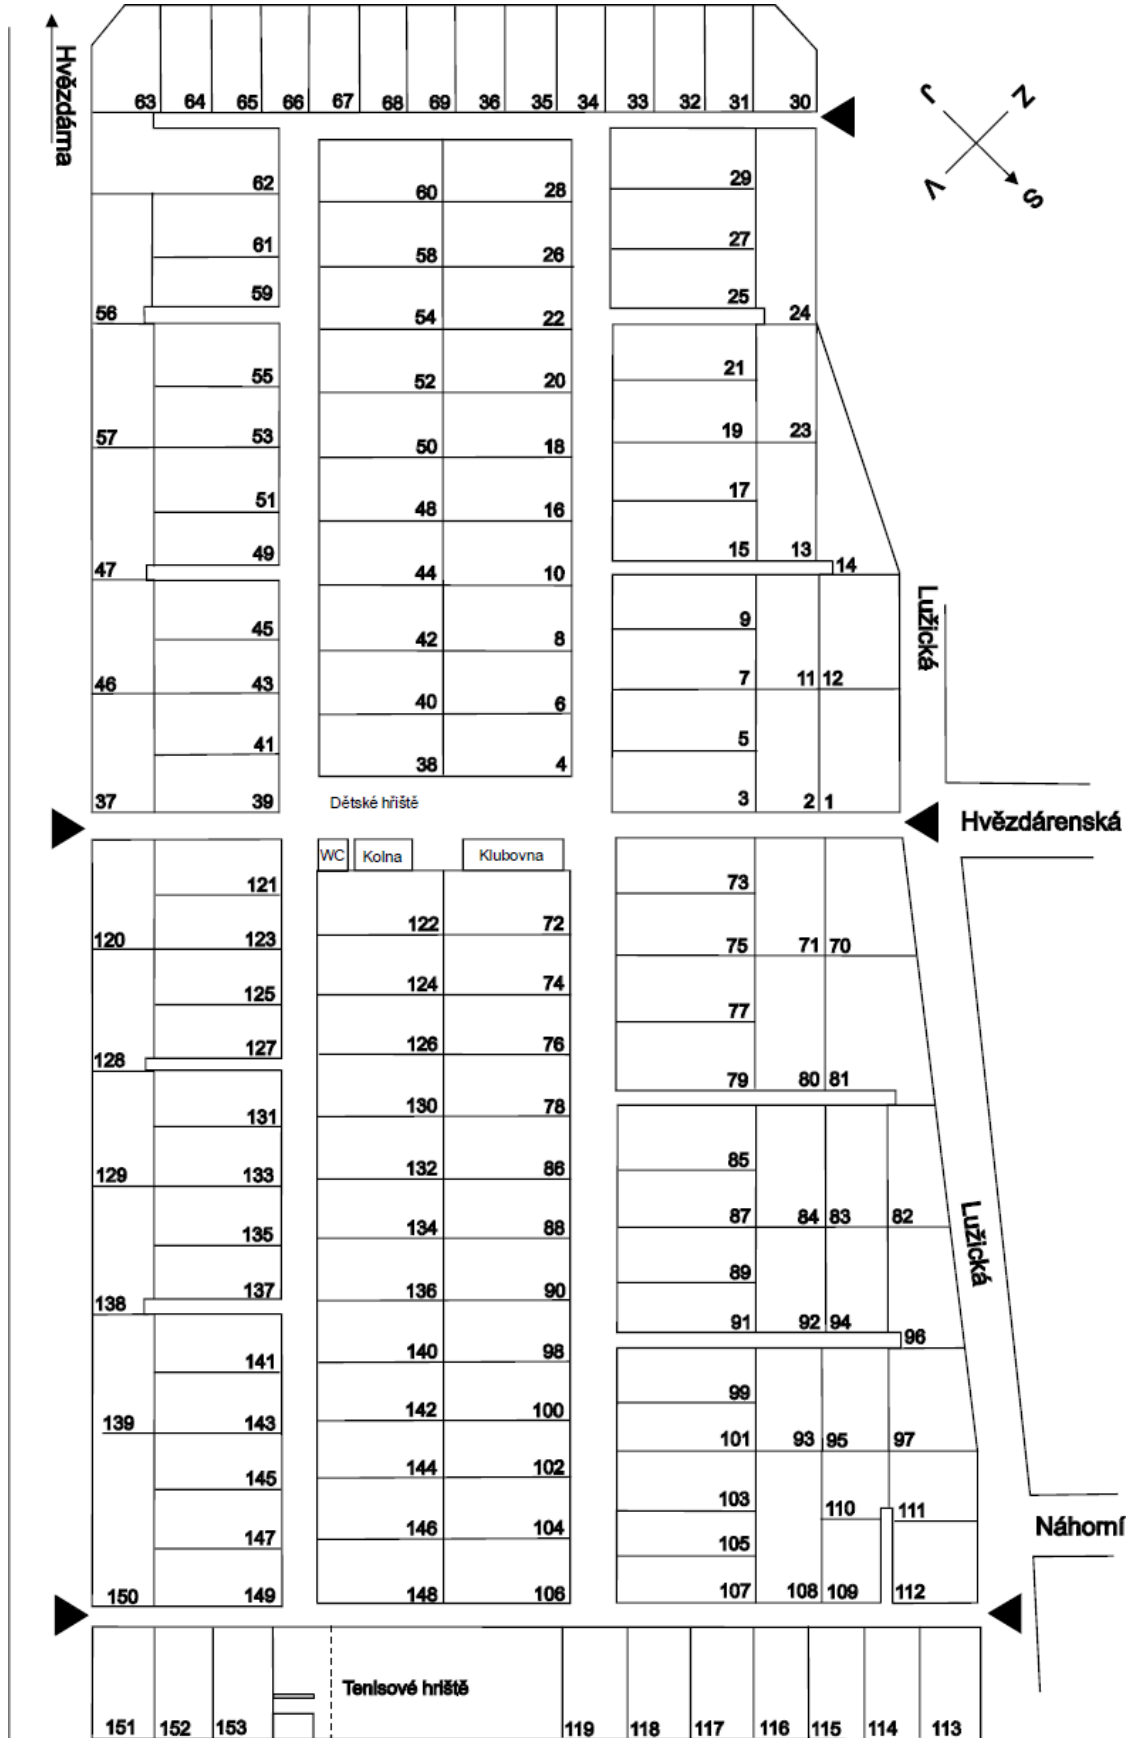 Hvězdáma
63 64 65 66 67 68 69 36 35 34 33 32 31 30
J Z
V S
62 60 28 29
61 58 26 27
59 25
56 54 22 24
55 52 20 21
57 53 50 18 19 23
51 48 16 17
49 15 13
47 44 10 14
45 42 8 9
46 43 40 6 7 11 12
41 38 4 5
37 39 3 2 1
Lužická
Dětské hřiště
Hvězdárenská
WC Kolna Klubovna
121 73
122 72
120 123 75 71 70
125 124 74 77
127 126 76
128 79 80 81
131 130 78
129 133 132 86 85
135 134 88 87 84 83 82
137 136 90 89
138 91 92 94 96
141 140 98
139 143 142 100 99
101 93 95 97
145 144 102 103 110 111
147 146 104 105
150 149 148 106 107 108 109 112
Lužická
Náhorní
Tenisové hriště
151 152 153 119 118 117 116 115 114 113